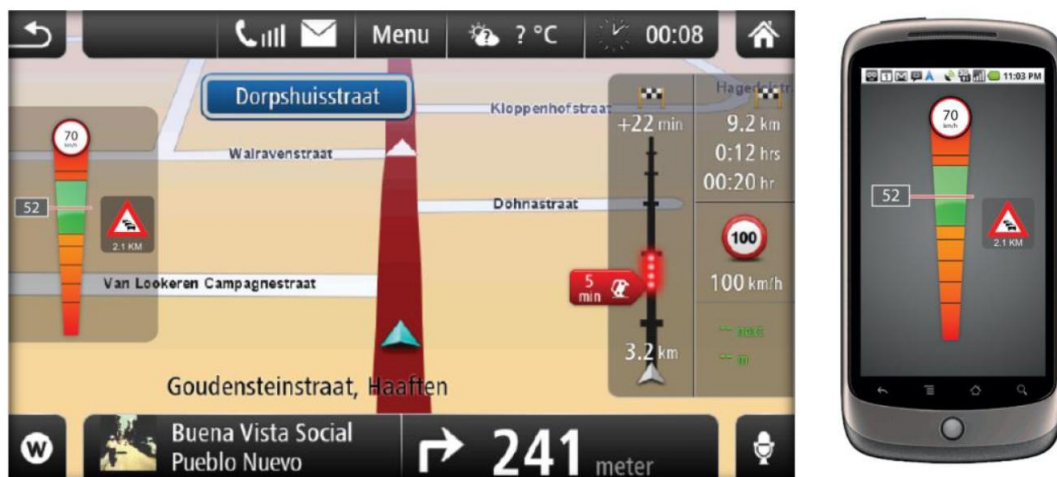 Menu
? °C
00:08
Dorpshuisstraat
Kloppenhofstraat
+22 min
9.2 km
0:12 hrs
00:20 hr
Walravenstraat
70
km/h
52
2.1 KM
Dohnastraat
100
100 km/h
Van Lookeren Campagnestraat
5
min
3.2 km
Goudensteinstraat, Haaften
W
Buena Vista Social
Pueblo Nuevo
241 meter
11:03 PM
70
km/h
52
2.1 KM